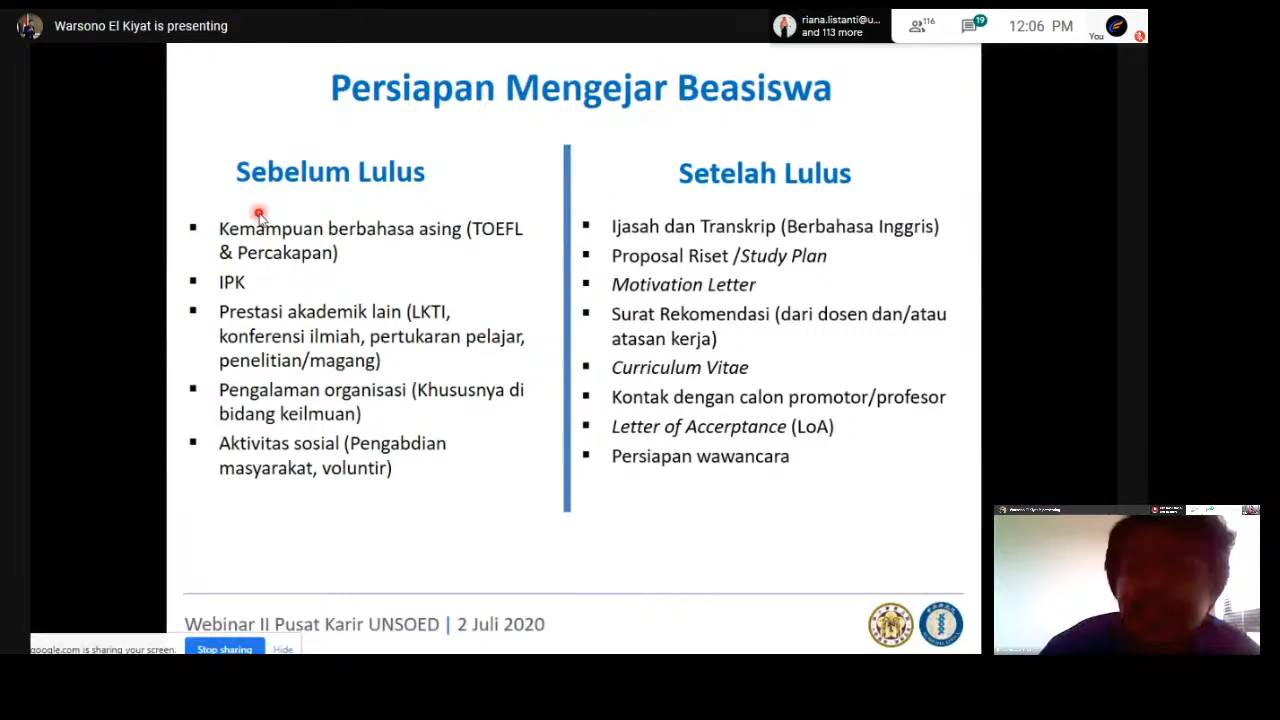 Warsono El Kiyat is presenting
riana.listanti@u...
and 113 more
116
19
12:06 PM
You
Persiapan Mengejar Beasiswa
Sebelum Lulus
▪ Kemampuan berbahasa asing (TOEFL
& Percakapan)
▪ IPK
▪ Prestasi akademik lain (LKTI,
konferensi ilmiah, pertukaran pelajar,
penelitian/magang)
▪ Pengalaman organisasi (Khususnya di
bidang keilmuan)
▪ Aktivitas sosial (Pengabdian
masyarakat, voluntir)
Setelah Lulus
▪ Ijasah dan Transkrip (Berbahasa Inggris)
▪ Proposal Riset /Study Plan
▪ Motivation Letter
▪ Surat Rekomendasi (dari dosen dan/atau
atasan kerja)
▪ Curriculum Vitae
▪ Kontak dengan calon promotor/profesor
▪ Letter of Accerptance (LoA)
▪ Persiapan wawancara
Webinar II Pusat Karir UNSOED | 2 Juli 2020
google.com is sharing your screen.
Stop sharing
Hide
Warsono El Kiyat is presenting